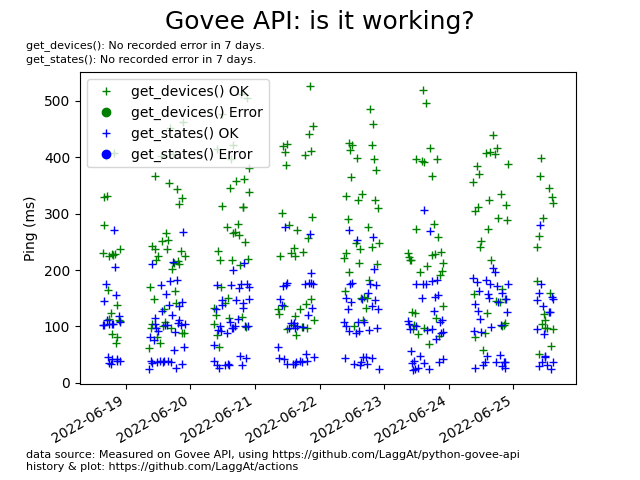 Govee API: is it working?
get_devices(): No recorded error in 7 days.
get_states(): No recorded error in 7 days.
get_devices() OK
get_devices() Error
get_states() OK
get_states() Error
Ping (ms)
500
400
300
200
100
0
2022-06-19
2022-06-20
2022-06-21
2022-06-22
2022-06-23
2022-06-24
2022-06-25
data source: Measured on Govee API, using https://github.com/LaggAt/python-govee-api
history & plot: https://github.com/LaggAt/actions